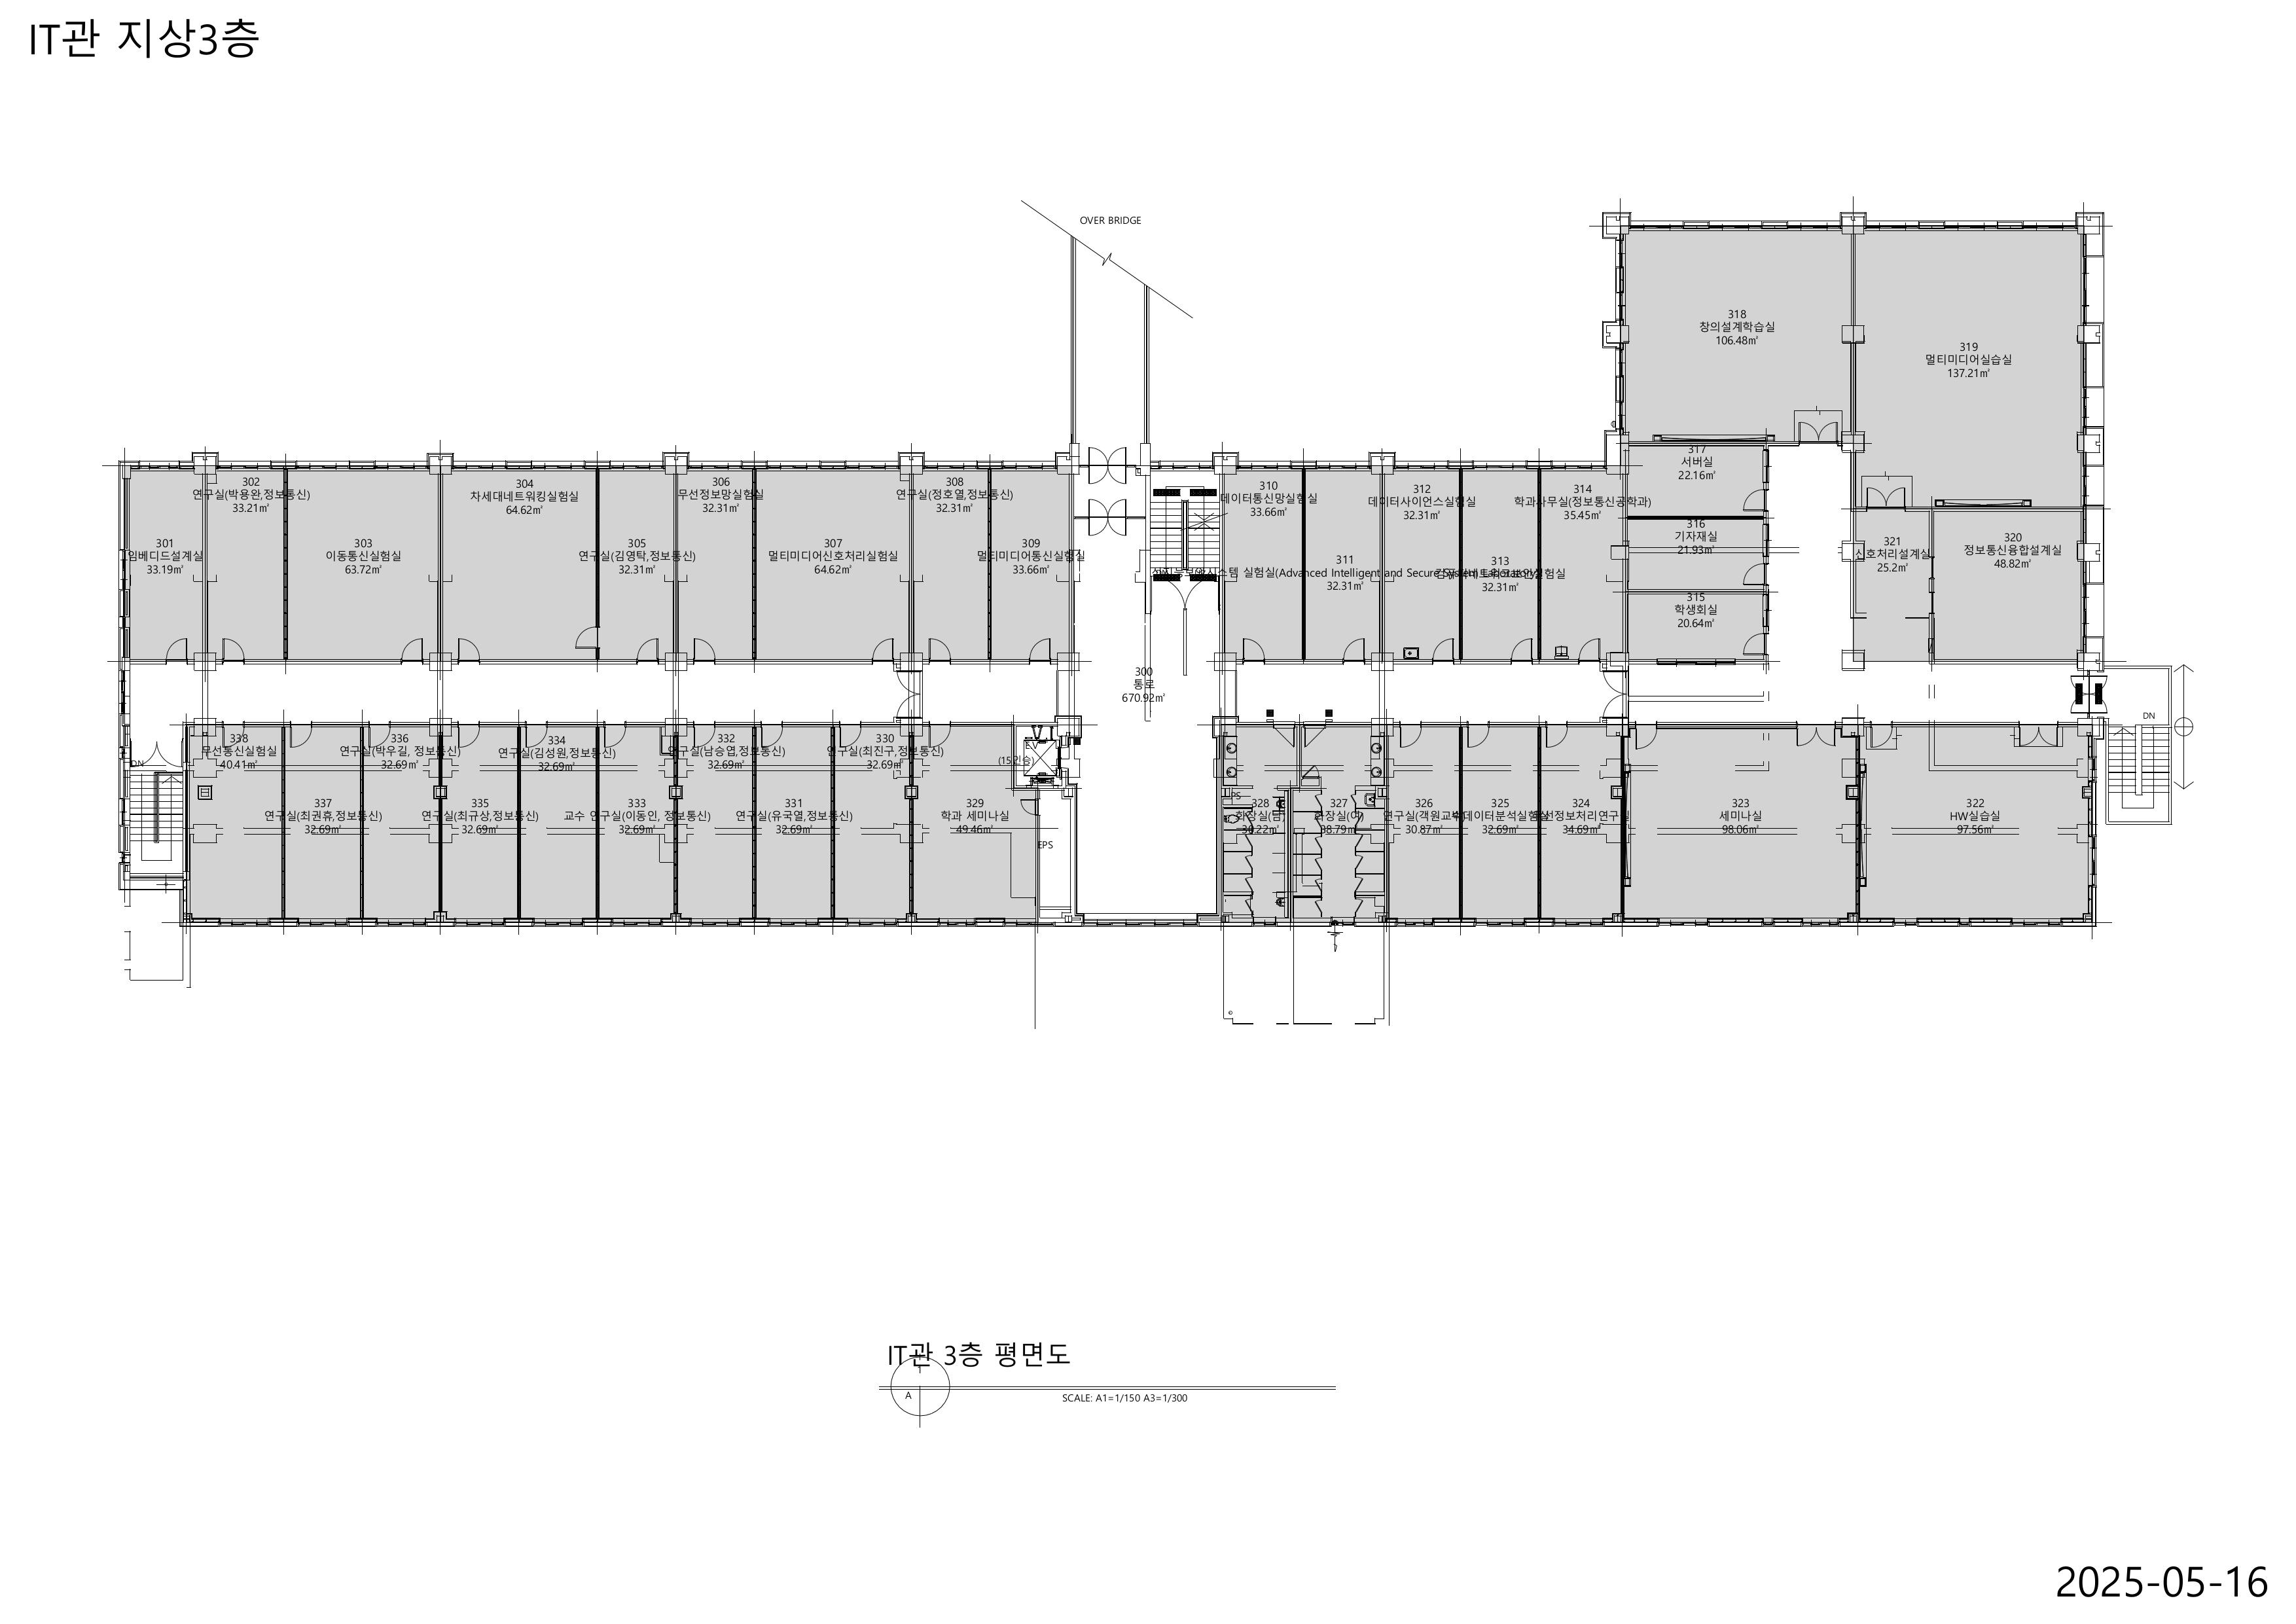 IT관 지상3층
OVER BRIDGE
318
창의설계학습실
106.48㎡
319
멀티미디어실습실
137.21㎡
317
서버실
22.16㎡
302
연구실(박용완,정보통신)
33.21㎡
304
차세대네트워킹실험실
64.62㎡
306
무선정보망실험실
32.31㎡
308
연구실(정호열,정보통신)
32.31㎡
310
데이터통신망실험실
33.66㎡
312
데이터사이언스실험실
32.31㎡
314
학과사무실(정보통신공학과)
35.45㎡
316
기자재실
21.93㎡
301
임베디드설계실
33.19㎡
303
이동통신실험실
63.72㎡
305
연구실(김영탁,정보통신)
32.31㎡
307
멀티미디어신호처리실험실
64.62㎡
309
멀티미디어통신실험실
33.66㎡
311
시스템 실험실(Advanced Intelligent and Secure System Laboratory)
32.31㎡
313
32.31㎡
321
신호처리설계실
25.2㎡
320
정보통신융합설계실
48.82㎡
315
학생회실
20.64㎡
300
통로
670.92㎡
DN
338
무선통신실험실
40.41㎡
336
연구실(박우길, 정보통신)
32.69㎡
334
연구실(김성원,정보통신)
32.69㎡
332
연구실(남승엽,정보통신)
32.69㎡
330
연구실(최진구,정보통신)
32.69㎡
(15인승)
DN
337
연구실(최권휴,정보통신)
32.69㎡
335
연구실(최규상,정보통신)
32.69㎡
333
교수 연구실(이동인, 정보통신)
32.69㎡
331
연구실(유국열,정보통신)
32.69㎡
329
학과 세미나실
49.46㎡
EPS
PS
328
화장실(남)
36.22㎡
327
화장실(여)
38.79㎡
326
연구실(객원교수)
30.87㎡
325
데이터분석실험실
32.69㎡
324
34.69㎡
323
세미나실
98.06㎡
322
HW실습실
97.56㎡
IT관 3층 평면도
A
SCALE: A1=1/150 A3=1/300
2025-05-16